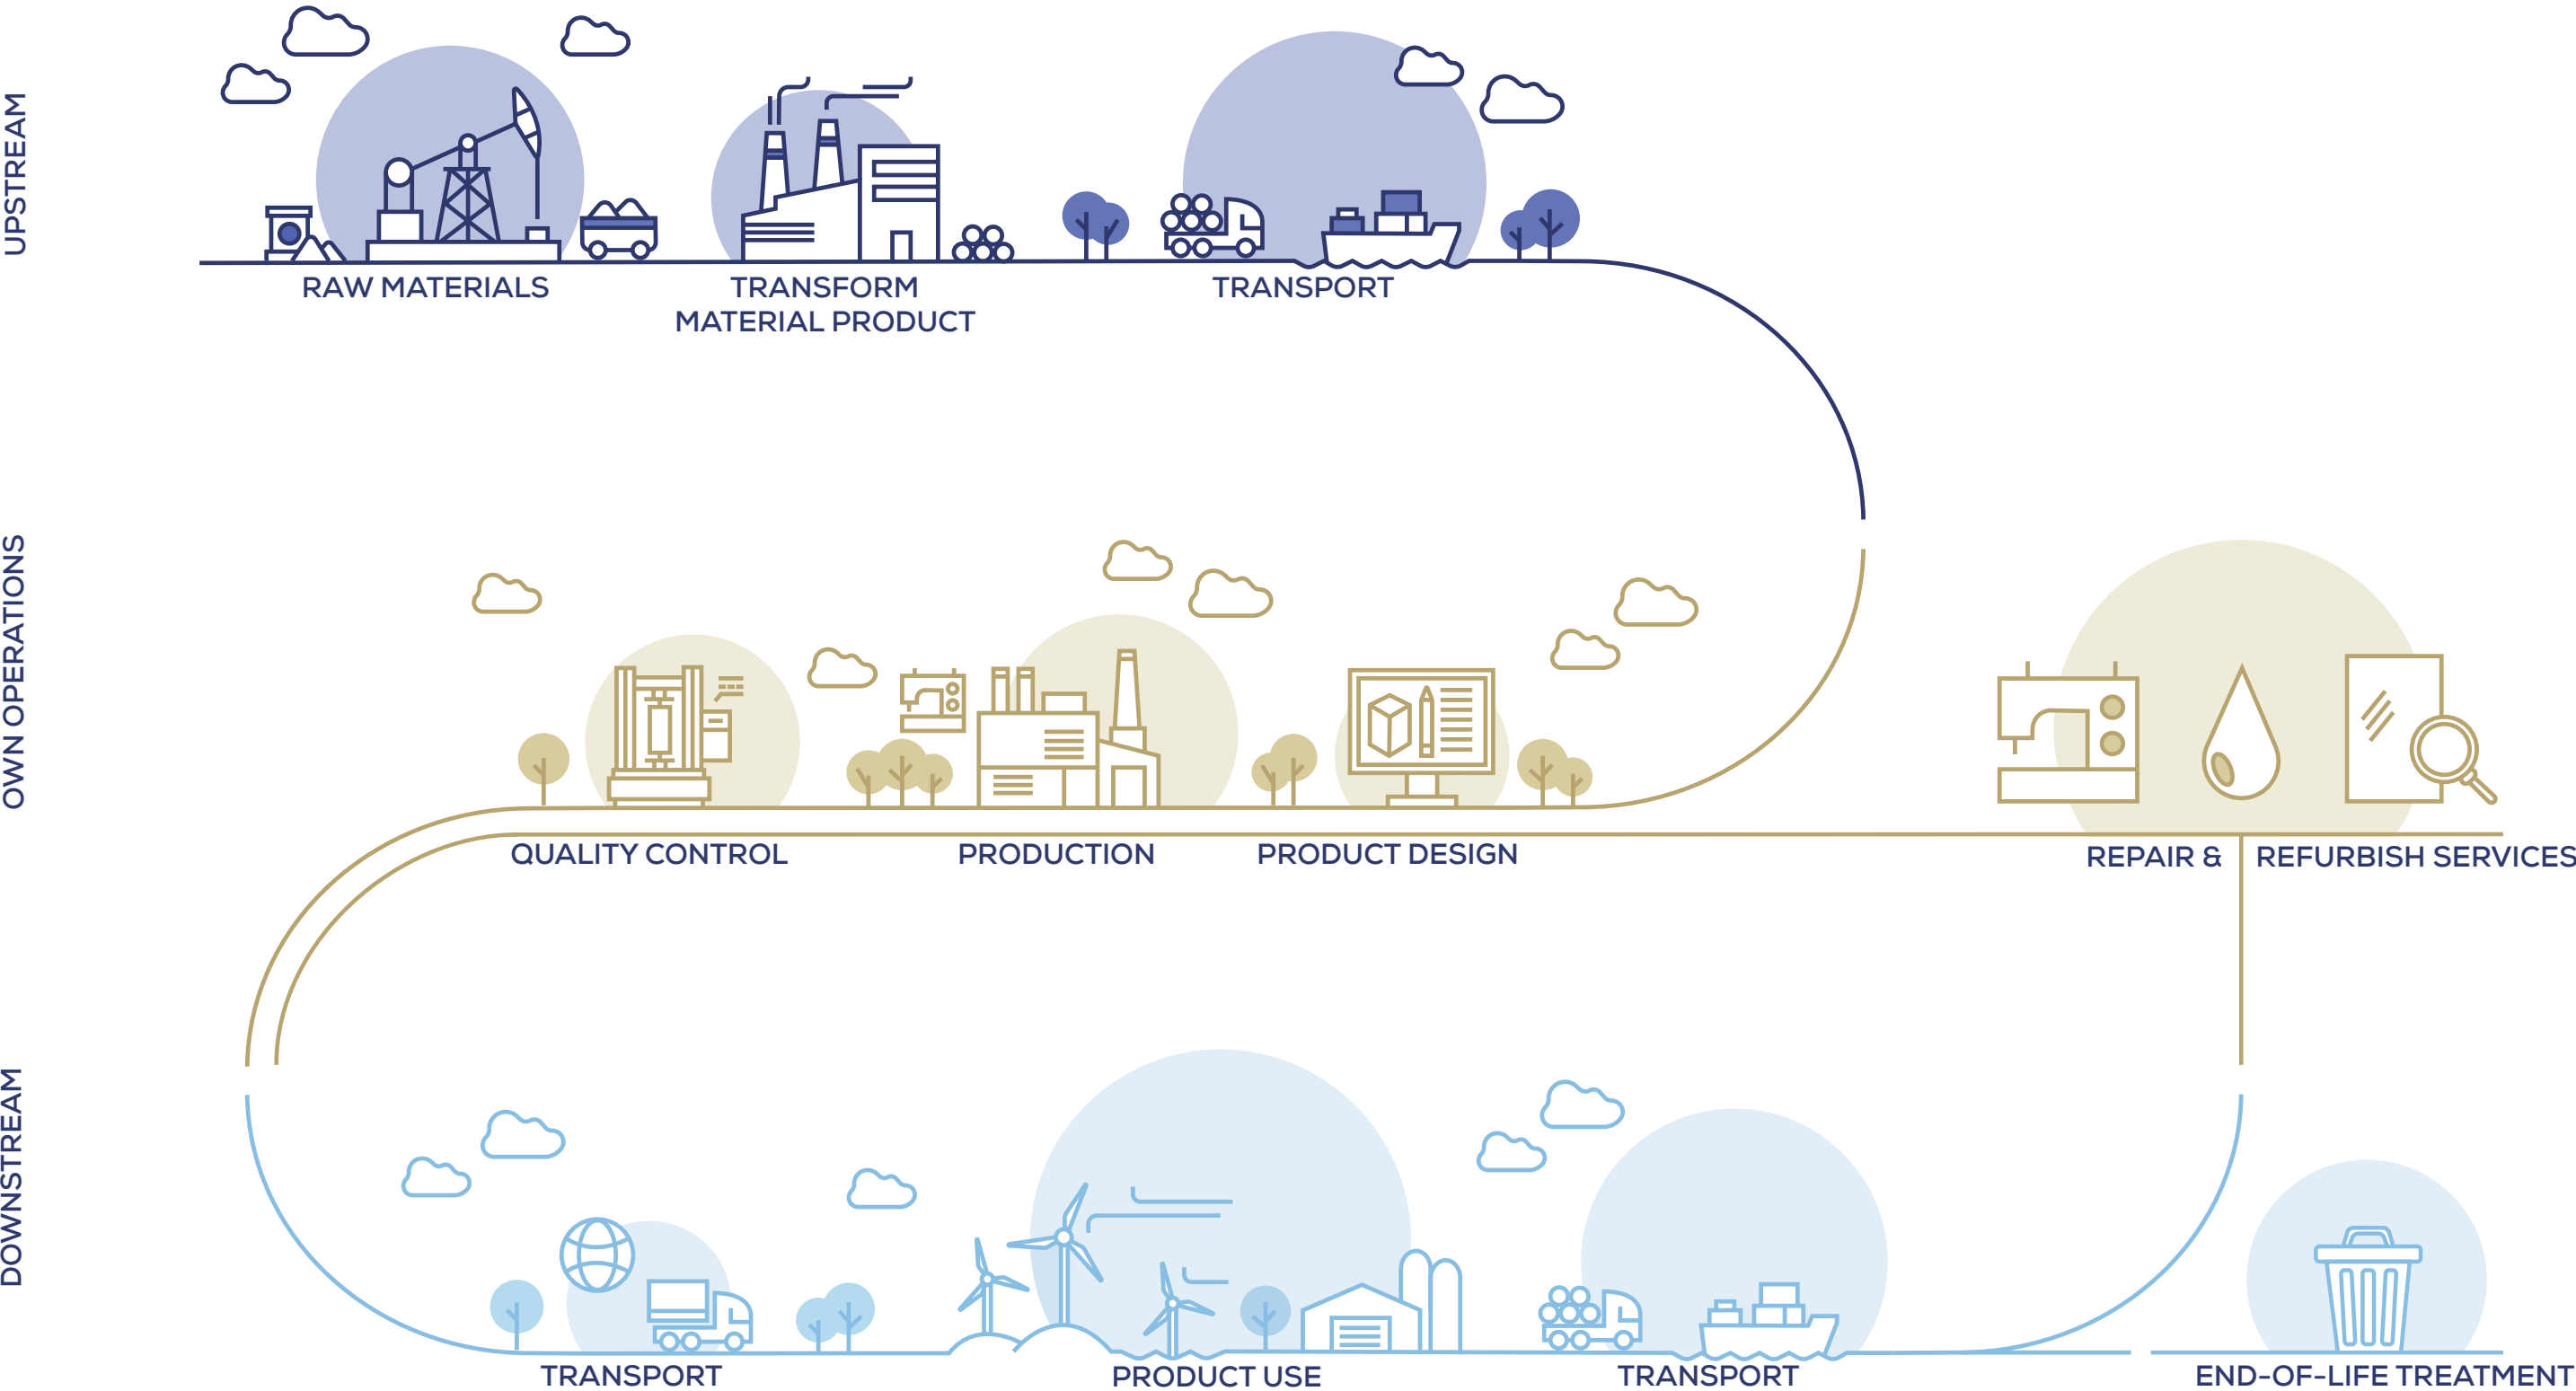 UPSTREAM
RAW MATERIALS
TRANSFORM
MATERIAL PRODUCT
TRANSPORT
OWN OPERATIONS
QUALITY CONTROL
PRODUCTION
PRODUCT DESIGN
REPAIR & REFURBISH SERVICES
DOWNSTREAM
TRANSPORT
PRODUCT USE
TRANSPORT
END-OF-LIFE TREATMENT